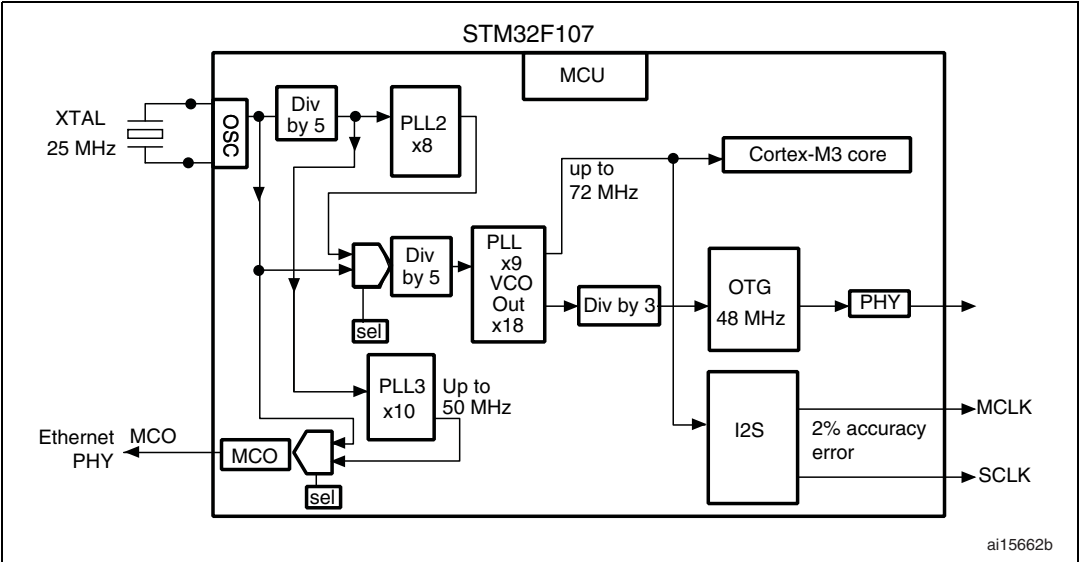 STM32F107
MCU
XTAL
25 MHz
OSC
Div
by 5
PLL2
x8
Cortex-M3 core
up to
72 MHz
Div
by 5
sel
PLL
x9
VCO
Out
x18
Div by 3
OTG
48 MHz
PHY
PLL3
x10
Up to
50 MHz
I2S
MCLK
2% accuracy
error
SCLK
Ethernet
PHY
MCO
MCO
sel
ai15662b